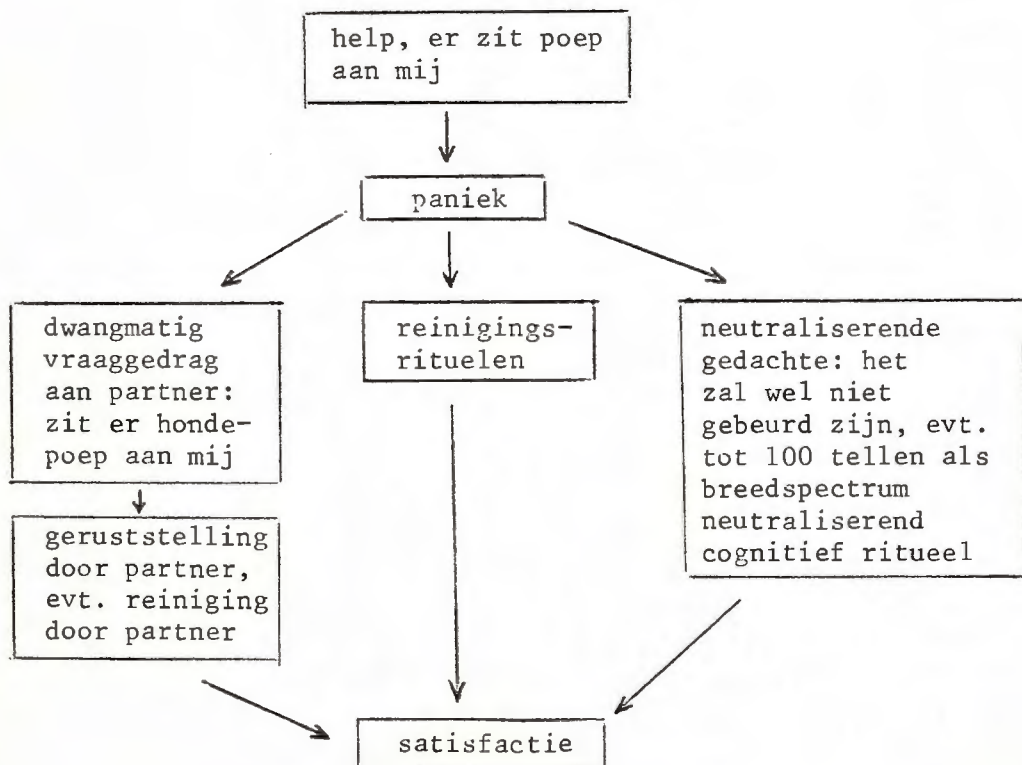 help, er zit poep
aan mij
paniek
dwangmatig
vraaggedrag
aan partner:
zit er honde-
poep aan mij
geruststelling
door partner,
evt. reiniging
door partner
reinigings-
rituelen
neutraliserende
gedachte: het
zal wel niet
gebeurd zijn, evt.
tot 100 tellen als
breedspectrum
neutraliserend
cognitief ritueel
satisfactie